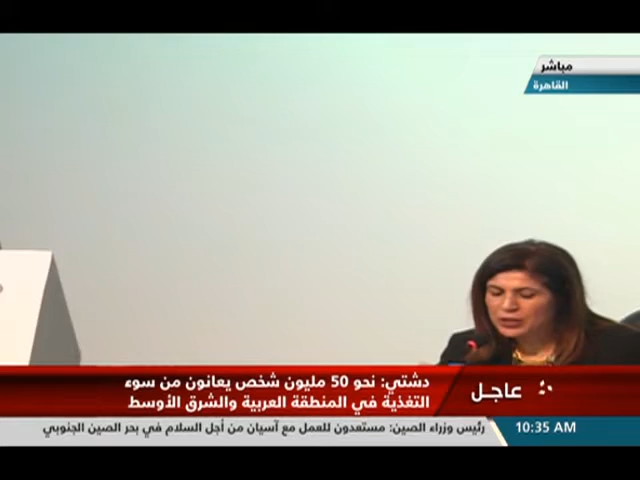 مباشر
القاهرة
عاجل
دشتي: نحو 50 مليون شخص يعانون من سوء
التغذية في المنطقة العربية والشرق الأوسط
رئيس وزراء الصين: مستعدون للعمل مع آسيان من أجل السلام في بحر الصين الجنوبي
10:35 AM